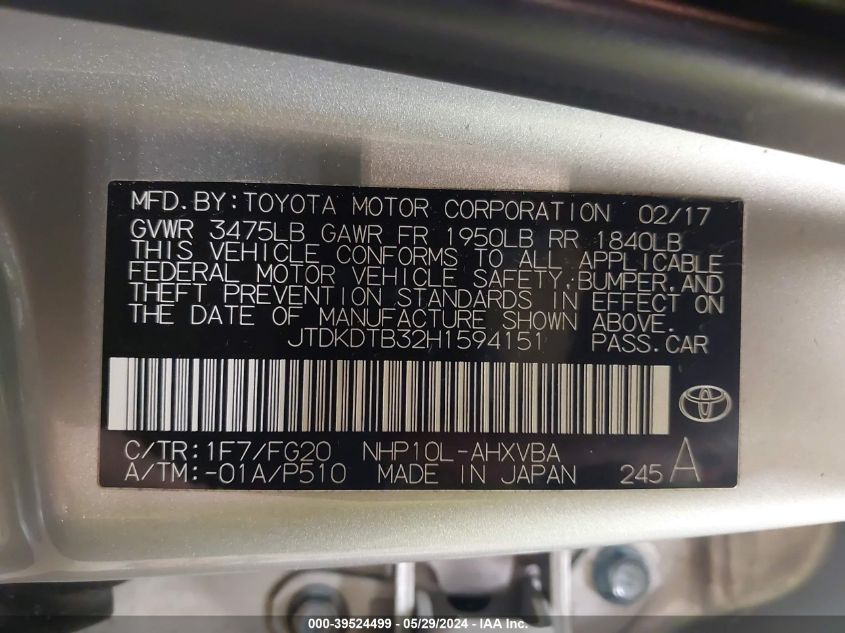 MFD.BY:TOYOTA MOTOR CORPORATION 02/17
GVWR 3475LB GAWR FR 1950LB RR 1840LB
THIS VEHICLE CONFORMS TO ALL APPLICABLE
FEDERAL MOTOR VEHICLE SAFETY,BUMPER,AND
THEFT PREVENTION STANDARDS IN EFFECT ON
THE DATE OF MANUFACTURE SHOWN ABOVE.
JTDKDTB32H1594151 PASS.CAR
C/TR:1F7/FG20 NHP10L-AHXVBA
A/TM:-01A/P510 MADE IN JAPAN 245 A
000-39524499 - 05/29/2024 - IAA Inc.